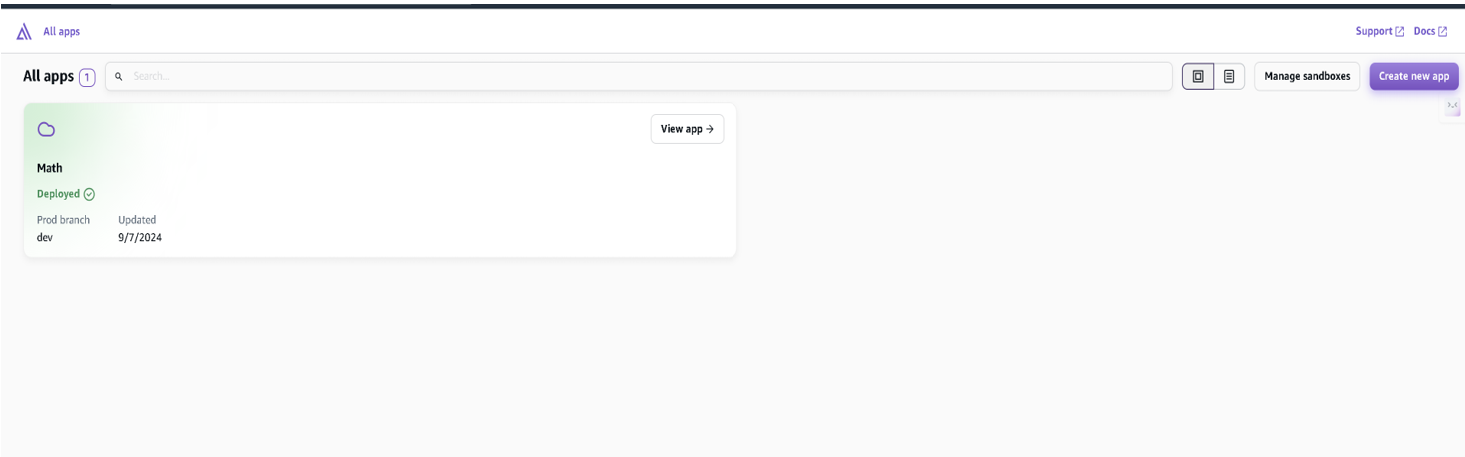 All apps
Support
Docs
All apps 1
Search...
Manage sandboxes
Create new app
View app →
Math
Deployed
Prod branch
Updated
dev
9/7/2024